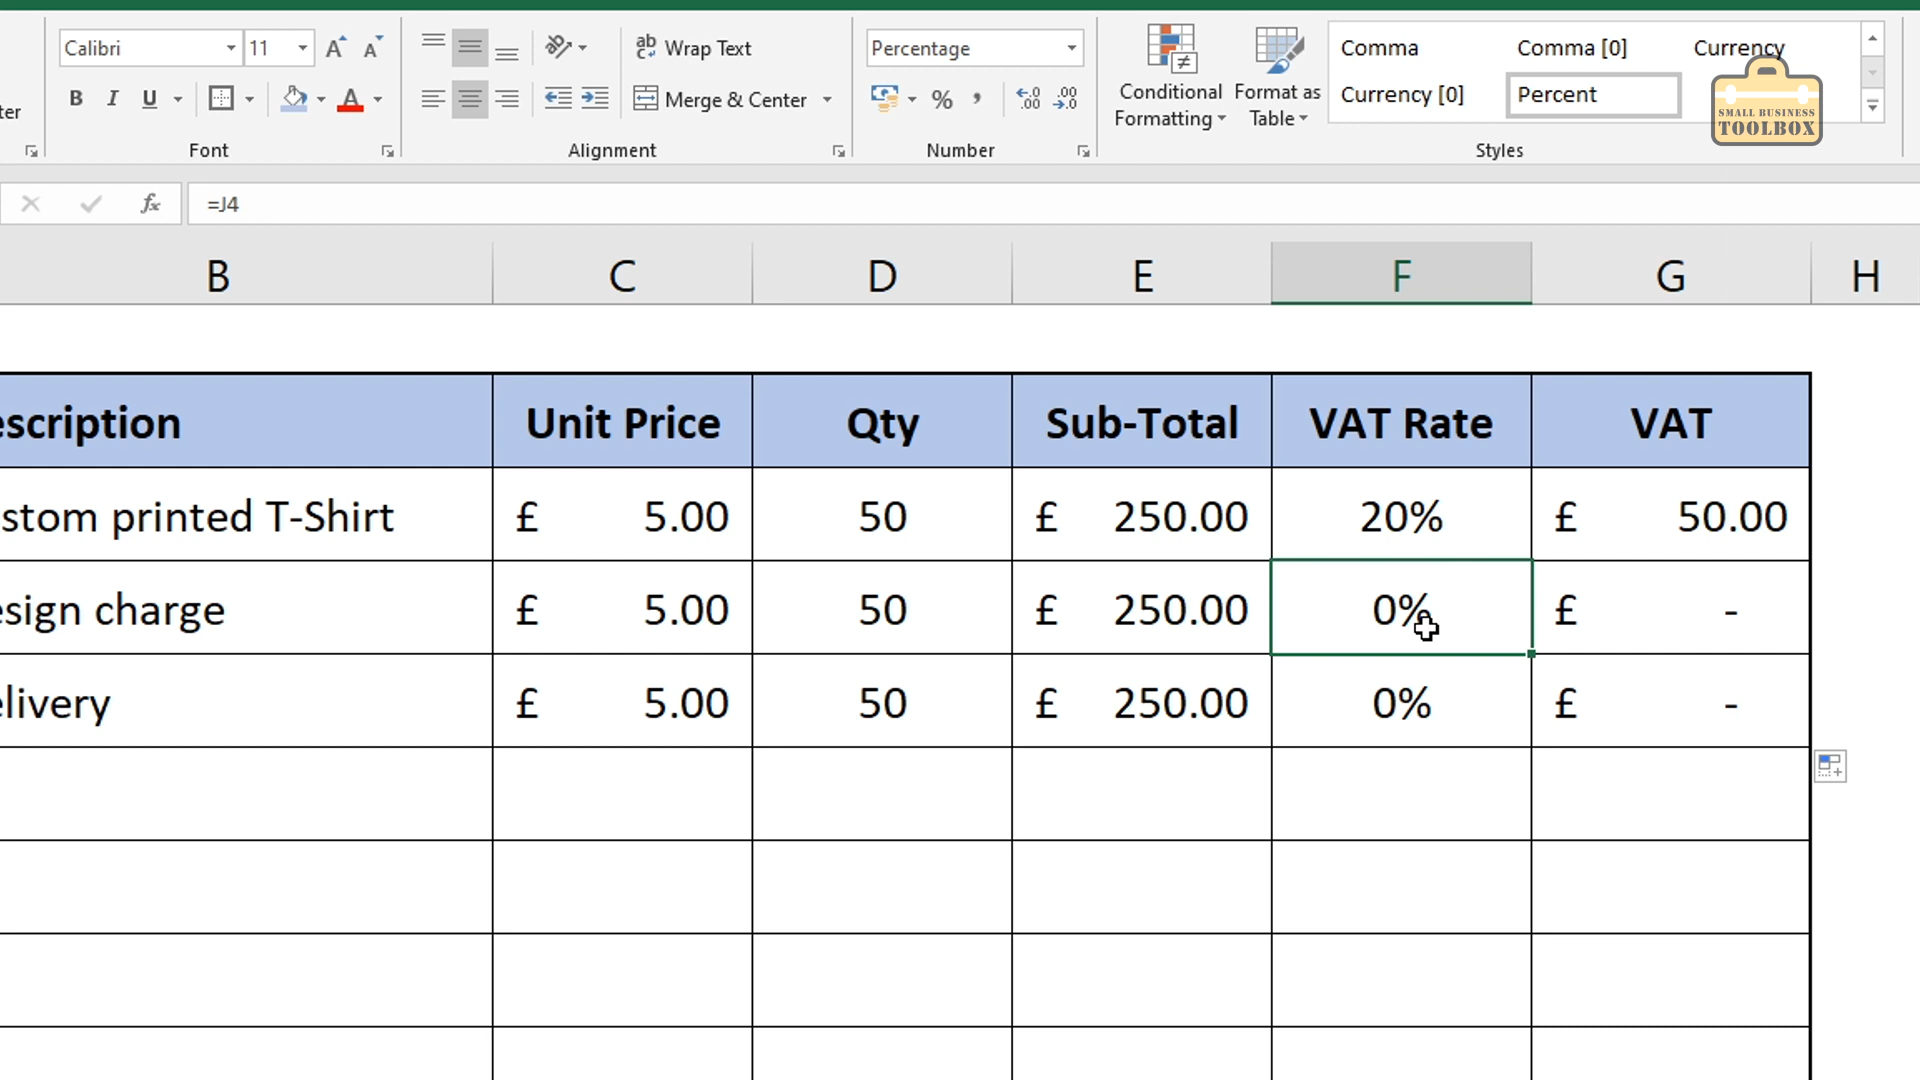 Calibri 11 Wrap Text Percentage Comma Comma [0] Currency
ter B I U Merge & Center % , Conditional Formatting Format as Table Currency [0] Percent
SMALL BUSINESS
TOOLBOX
Font Alignment Number Styles
fx =J4
B C D E F G H
escription Unit Price Qty Sub-Total VAT Rate VAT
stom printed T-Shirt £ 5.00 50 £ 250.00 20% £ 50.00
esign charge £ 5.00 50 £ 250.00 0% £ -
elivery £ 5.00 50 £ 250.00 0% £ -